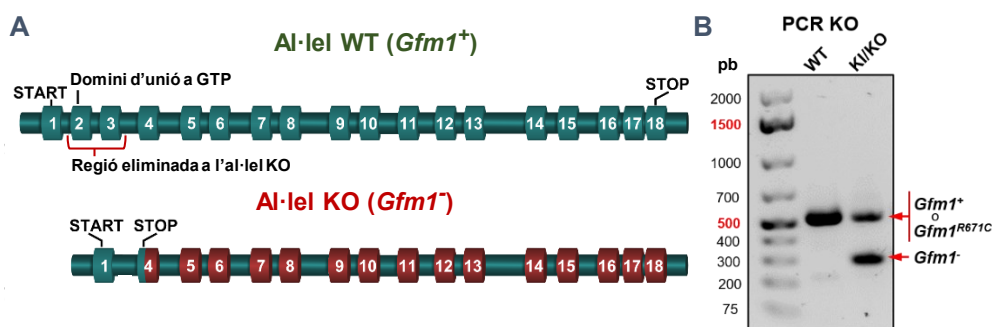 A
Al·lel WT (Gfm1+)
START
Domini d'unió a GTP
STOP
1 2 3 4 5 6 7 8 9 10 11 12 13 14 15 16 17 18
Regió eliminada a l'al·lel KO
Al·lel KO (Gfm1-)
START
STOP
1 4 5 6 7 8 9 10 11 12 13 14 15 16 17 18
B
PCR KO
pb
WT
KI/KO
2000
1500
1000
700
500
400
300
200
75
Gfm1+
o
Gfm1R671C
Gfm1-